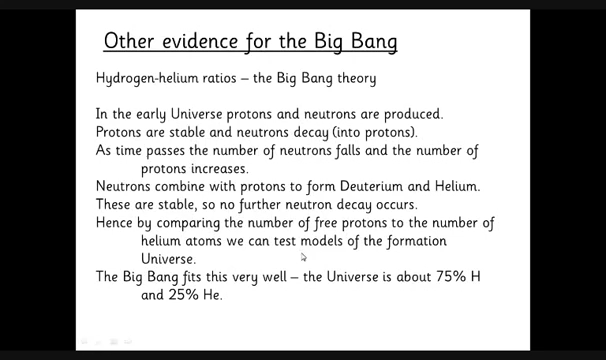 Other evidence for the Big Bang
Hydrogen-helium ratios – the Big Bang theory
In the early Universe protons and neutrons are produced.
Protons are stable and neutrons decay (into protons).
As time passes the number of neutrons falls and the number of
protons increases.
Neutrons combine with protons to form Deuterium and Helium.
These are stable, so no further neutron decay occurs.
Hence by comparing the number of free protons to the number of
helium atoms we can test models of the formation
Universe.
The Big Bang fits this very well – the Universe is about 75% H
and 25% He.